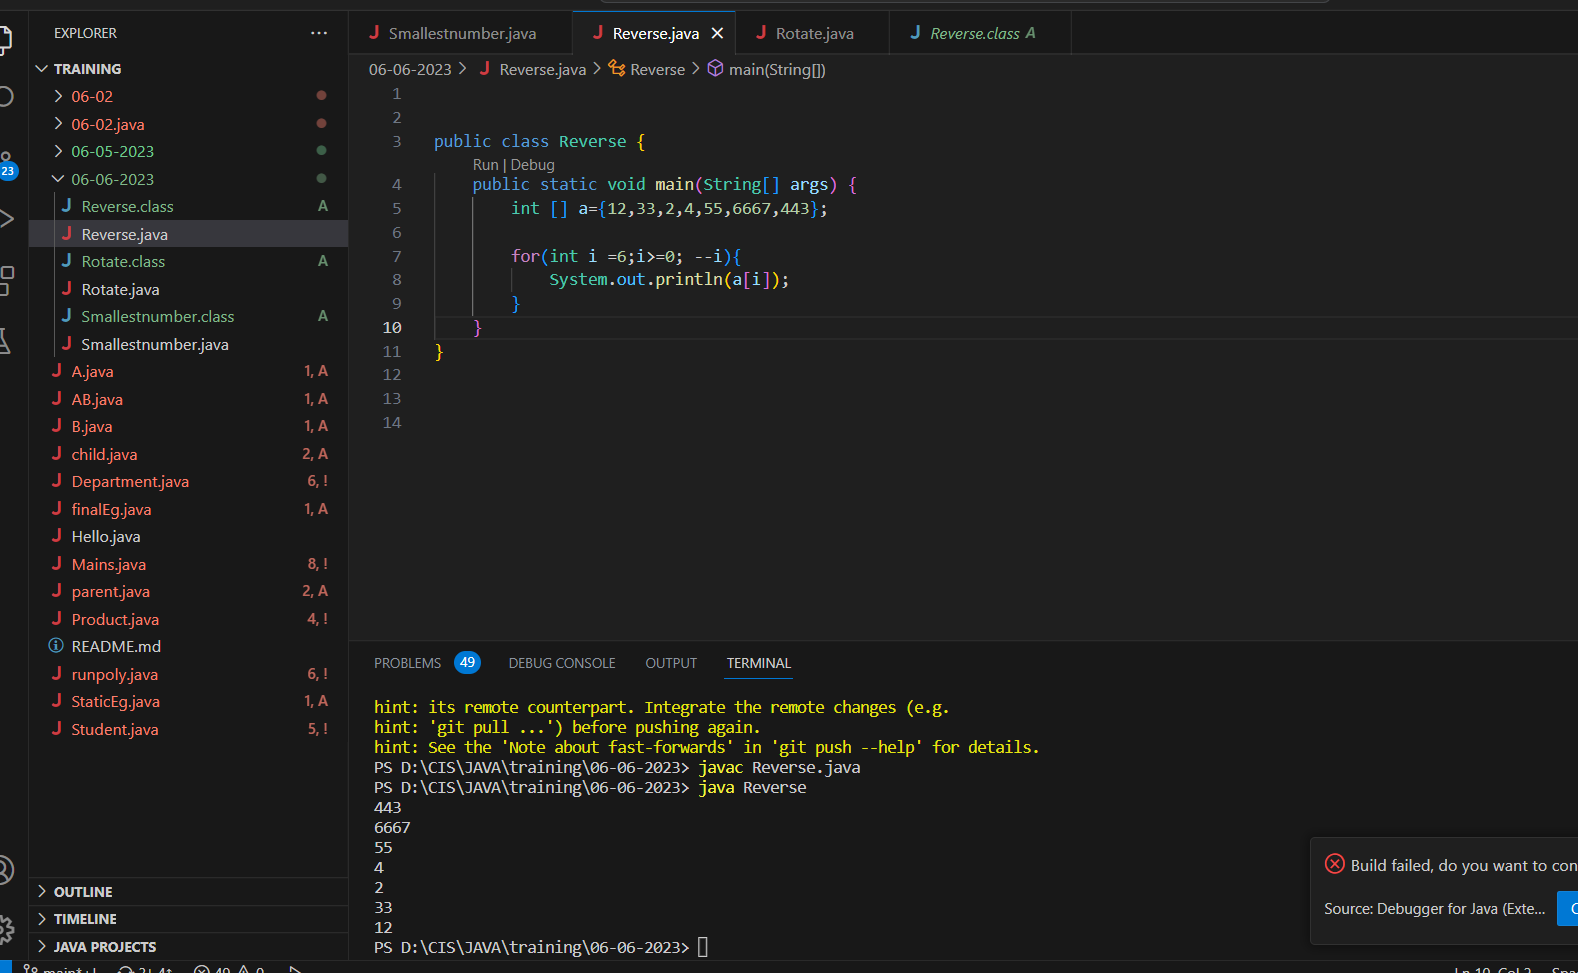 EXPLORER
TRAINING
06-02
06-02.java
06-05-2023
06-06-2023
Reverse.class A
Reverse.java
Rotate.class A
Rotate.java
Smallestnumber.class A
Smallestnumber.java
A.java 1, A
AB.java 1, A
B.java 1, A
child.java 2, A
Department.java 6, !
finalEg.java 1, A
Hello.java
Mains.java 8, !
parent.java 2, A
Product.java 4, !
README.md
runpoly.java 6, !
StaticEg.java 1, A
Student.java 5, !
OUTLINE
TIMELINE
JAVA PROJECTS
23
Smallestnumber.java Reverse.java Rotate.java Reverse.class A
06-06-2023 > Reverse.java > Reverse > main(String[])
1
2
3 public class Reverse {
Run | Debug
4 public static void main(String[] args) {
5 int [] a={12,33,2,4,55,6667,443};
6
7 for(int i =6;i>=0; --i){
8 System.out.println(a[i]);
9 }
10 }
11 }
12
13
14
PROBLEMS 49 DEBUG CONSOLE OUTPUT TERMINAL
hint: its remote counterpart. Integrate the remote changes (e.g.
hint: 'git pull ...') before pushing again.
hint: See the 'Note about fast-forwards' in 'git push --help' for details.
PS D:\CIS\JAVA\training\06-06-2023> javac Reverse.java
PS D:\CIS\JAVA\training\06-06-2023> java Reverse
443
6667
55
4
2
33
12
PS D:\CIS\JAVA\training\06-06-2023>
Build failed, do you want to con
Source: Debugger for Java (Exte...